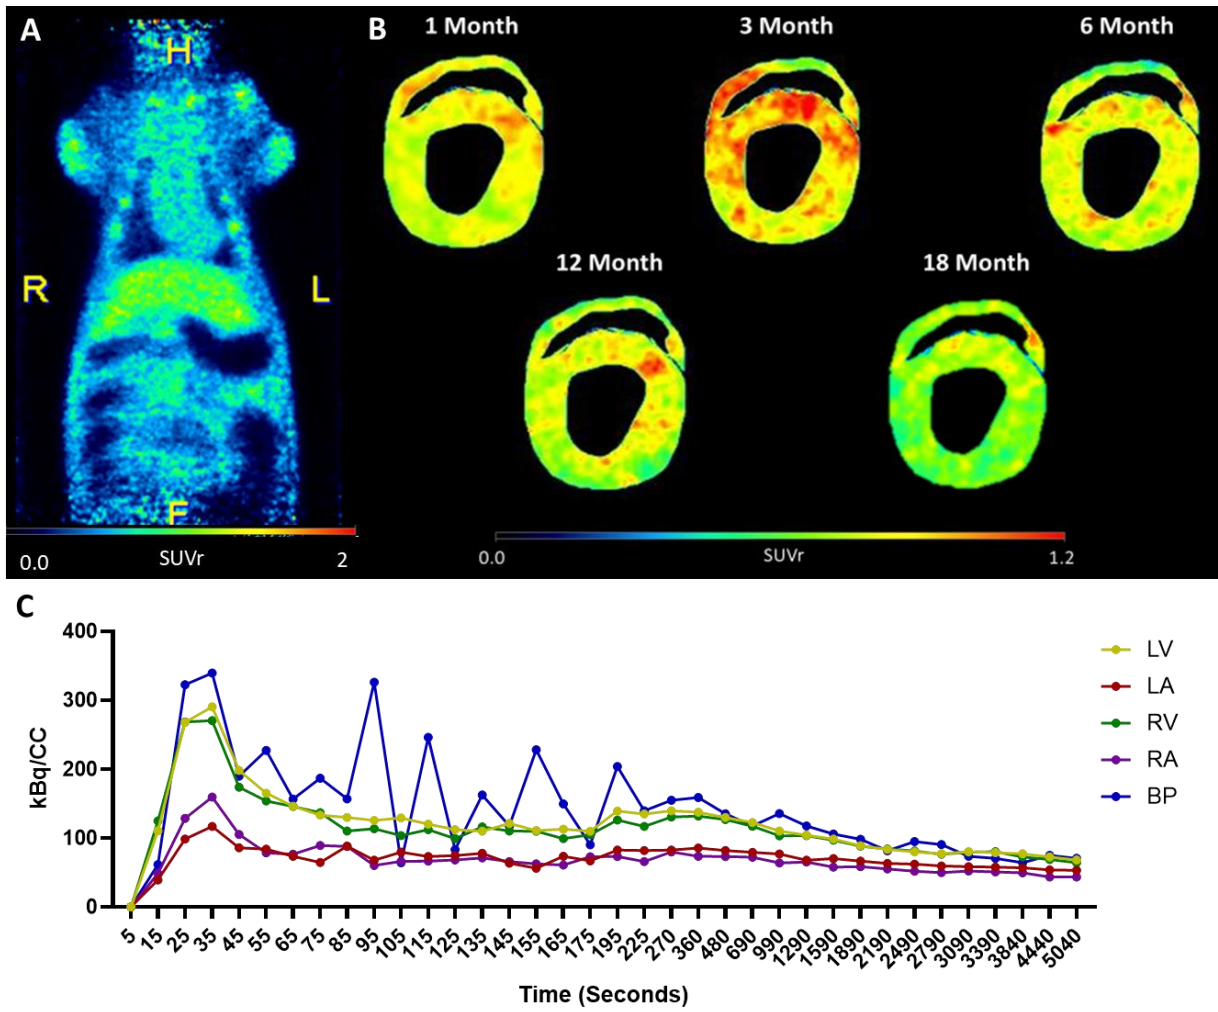 A
H
R
L
F
0.0
SUVr
2
B
1 Month
3 Month
6 Month
12 Month
18 Month
0.0
SUVr
1.2
C
400
300
200
100
0
kBq/CC
5 15 25 35 45 55 65 75 85 95 105 115 125 135 145 155 165 175 195 225 270 360 480 690 990 1290 1590 1890 2190 2490 2790 3090 3390 3840 4440 5040
Time (Seconds)
LV
LA
RV
RA
BP